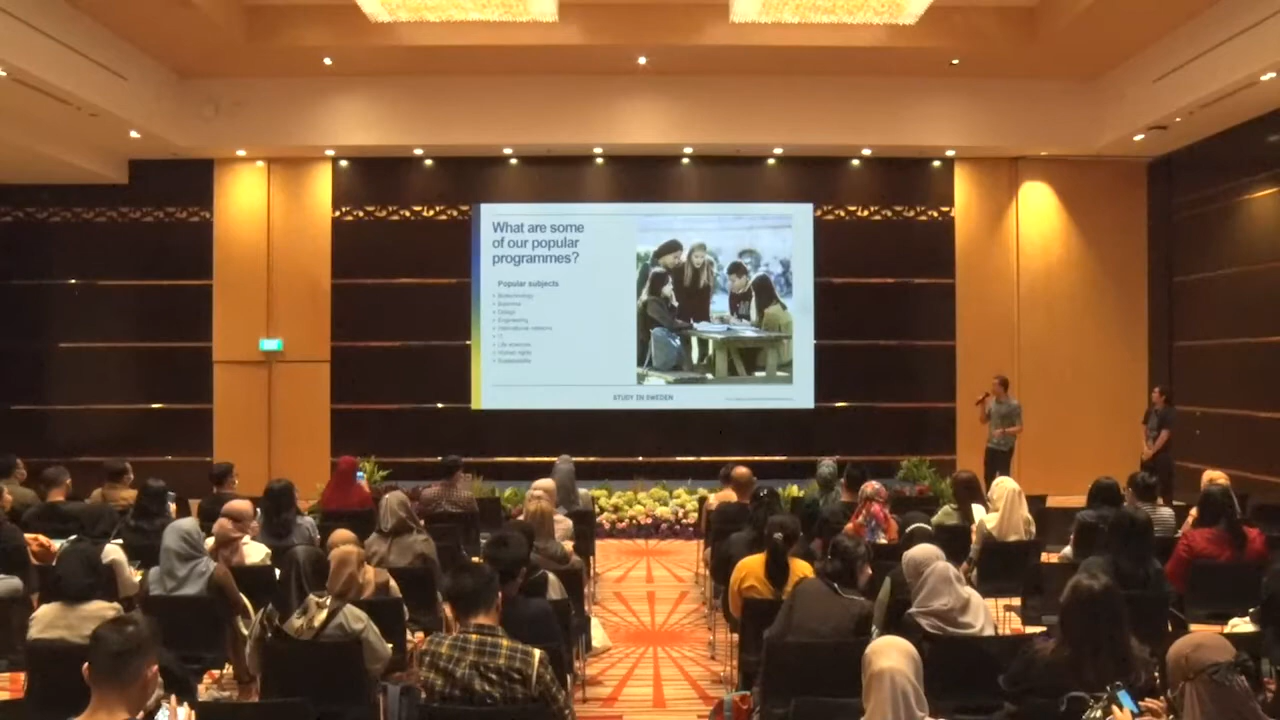 What are some
of our popular
programmes?
Popular subjects
Biotechnology
Business
Design
Engineering
International relations
IT
Life sciences
Human rights
Sustainability
STUDY IN SWEDEN